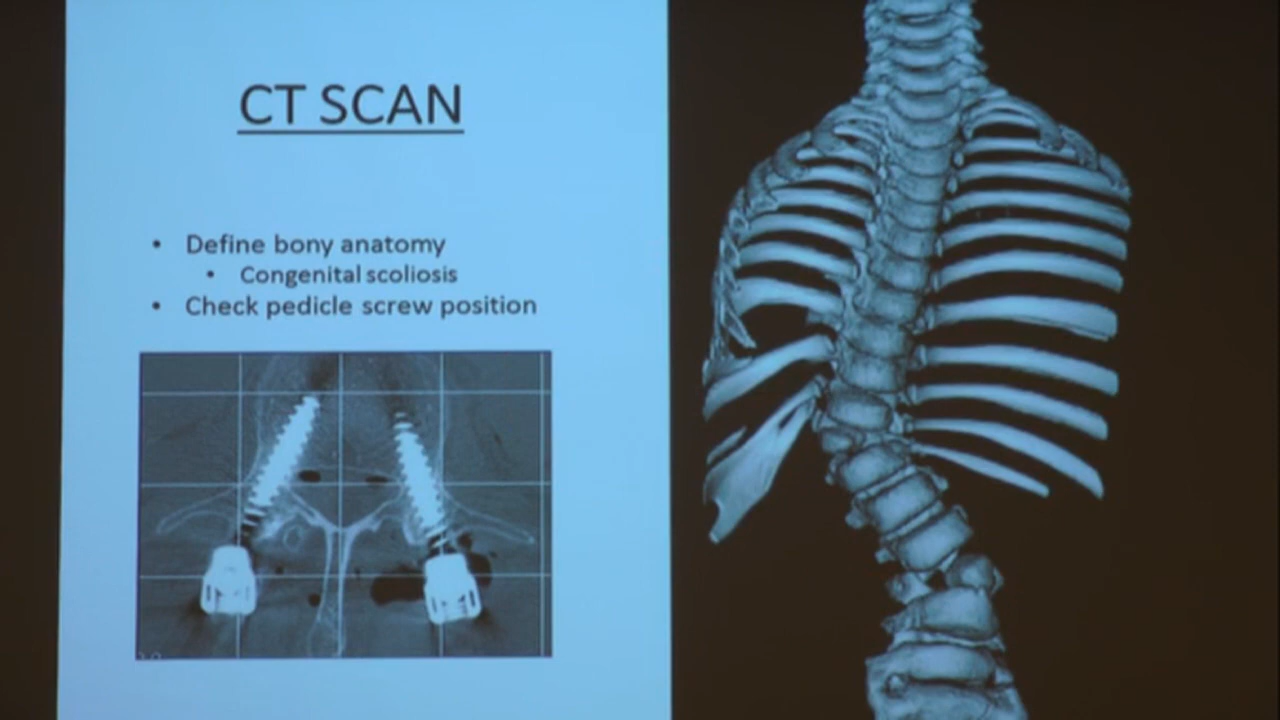 CT SCAN
• Define bony anatomy
• Congenital scoliosis
• Check pedicle screw position